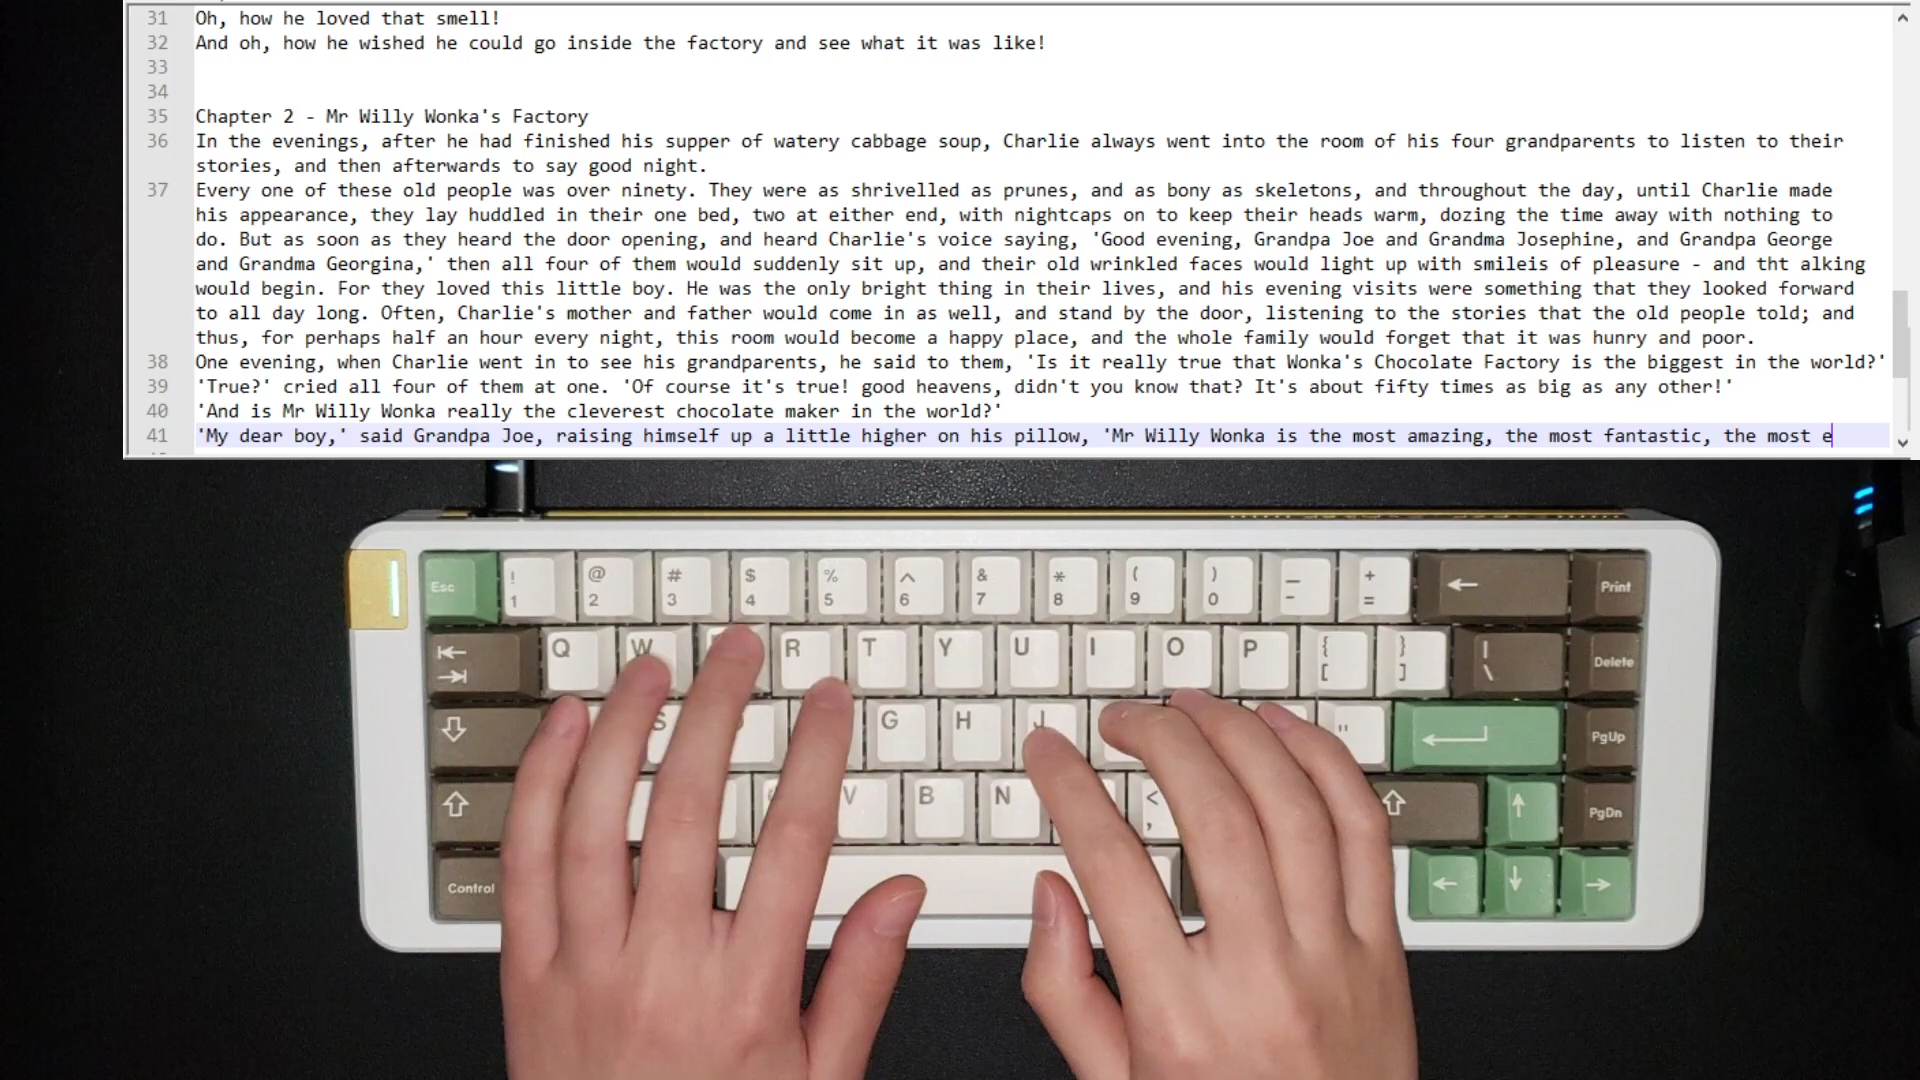 31 Oh, how he loved that smell!
32 And oh, how he wished he could go inside the factory and see what it was like!
33
34
35 Chapter 2 - Mr Willy Wonka's Factory
36 In the evenings, after he had finished his supper of watery cabbage soup, Charlie always went into the room of his four grandparents to listen to their
stories, and then afterwards to say good night.
37 Every one of these old people was over ninety. They were as shrivelled as prunes, and as bony as skeletons, and throughout the day, until Charlie made
his appearance, they lay huddled in their one bed, two at either end, with nightcaps on to keep their heads warm, dozing the time away with nothing to
do. But as soon as they heard the door opening, and heard Charlie's voice saying, 'Good evening, Grandpa Joe and Grandma Josephine, and Grandpa George
and Grandma Georgina,' then all four of them would suddenly sit up, and their old wrinkled faces would light up with smileis of pleasure - and tht alking
would begin. For they loved this little boy. He was the only bright thing in their lives, and his evening visits were something that they looked forward
to all day long. Often, Charlie's mother and father would come in as well, and stand by the door, listening to the stories that the old people told; and
thus, for perhaps half an hour every night, this room would become a happy place, and the whole family would forget that it was hunry and poor.
38 One evening, when Charlie went in to see his grandparents, he said to them, 'Is it really true that Wonka's Chocolate Factory is the biggest in the world?'
39 'True?' cried all four of them at one. 'Of course it's true! good heavens, didn't you know that? It's about fifty times as big as any other!'
40 'And is Mr Willy Wonka really the cleverest chocolate maker in the world?'
41 'My dear boy,' said Grandpa Joe, raising himself up a little higher on his pillow, 'Mr Willy Wonka is the most amazing, the most fantastic, the most e
Esc ! 1 @ 2 # 3 $ 4 % 5 ^ 6 & 7 * 8 ( 9 ) 0 _ - + = ← Print
Q W R T Y U I O P { [ } ] | \ Delete
S G H J " PgUp
V B N < , PgDn
Control